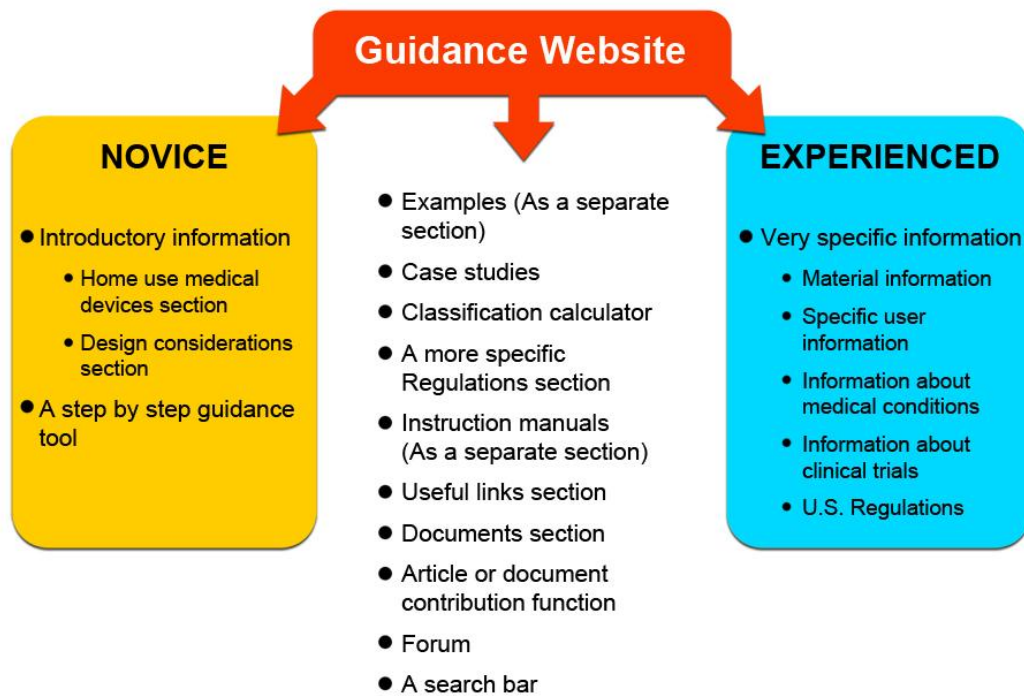 Guidance Website
NOVICE
● Introductory information
● Home use medical
devices section
● Design considerations
section
● A step by step guidance
tool
● Examples (As a separate
section)
● Case studies
● Classification calculator
● A more specific
Regulations section
● Instruction manuals
(As a separate section)
● Useful links section
● Documents section
● Article or document
contribution function
● Forum
● A search bar
EXPERIENCED
● Very specific information
● Material information
● Specific user
information
● Information about
medical conditions
● Information about
clinical trials
● U.S. Regulations